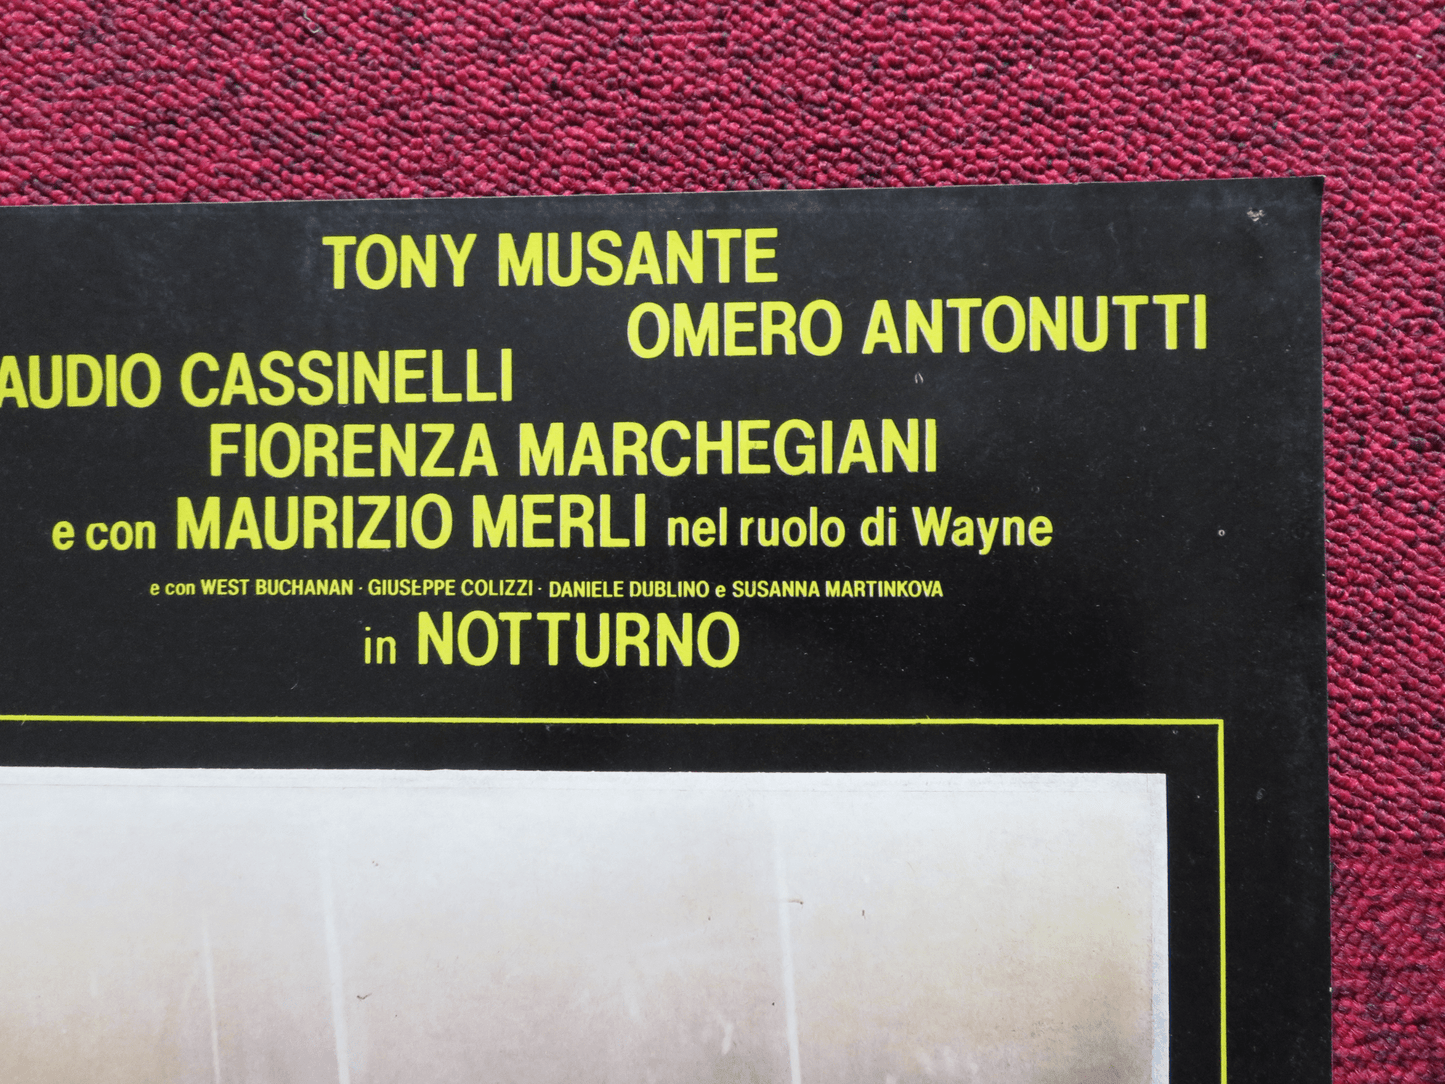 TONY MUSANTE
OMERO ANTONUTTI
AUDIO CASSINELLI
FIORENZA MARCHEGIANI
e con MAURIZIO MERLI nel ruolo di Wayne
e con WEST BUCHANAN · GIUSEPPE COLIZZI · DANIELE DUBLINO e SUSANNA MARTINKOVA
in NOTTURNO